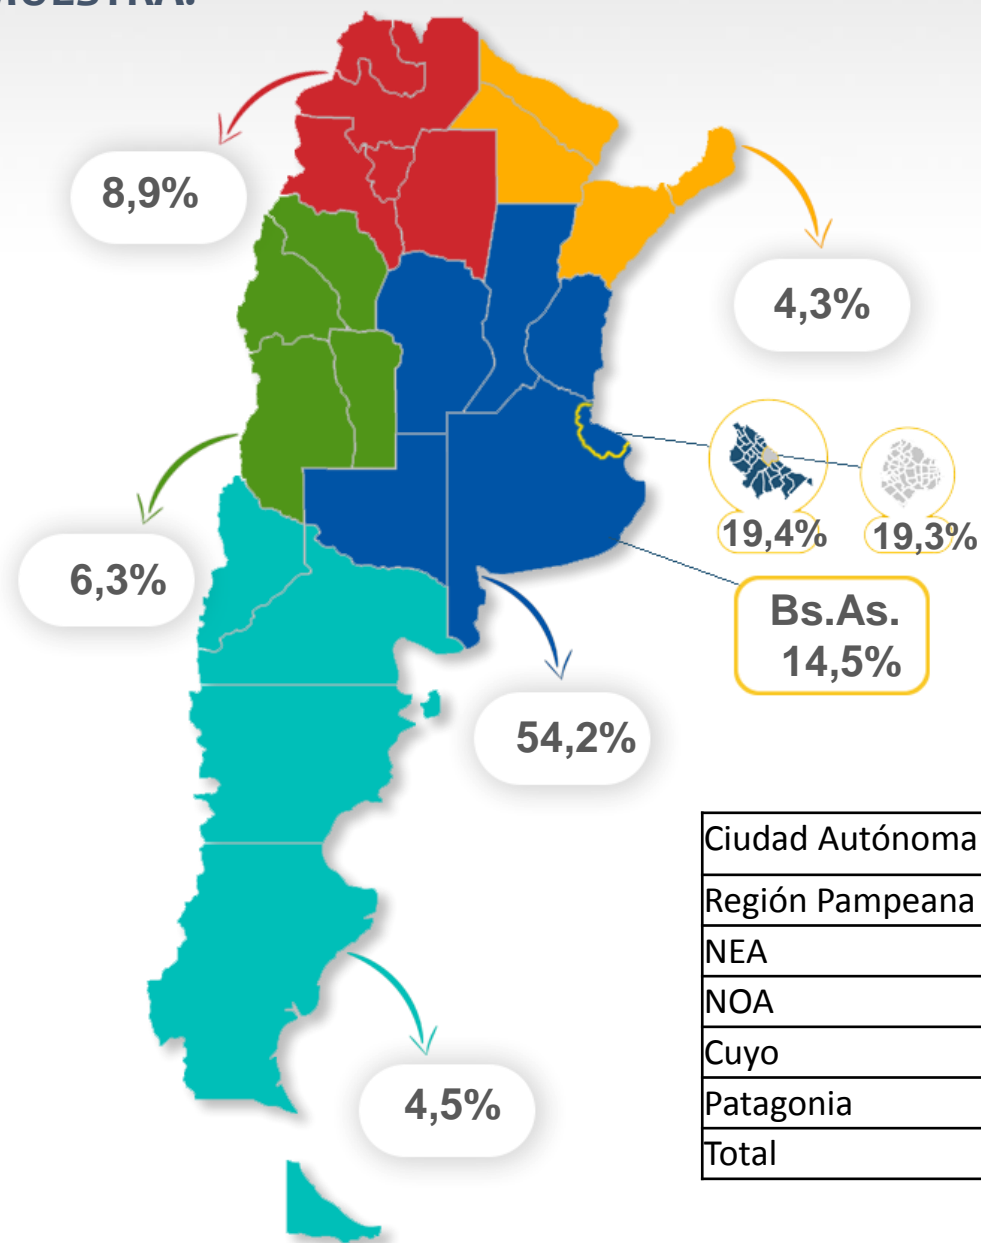 MUESTRA:
8,9%
4,3%
19,4%
19,3%
6,3%
Bs.As.
14,5%
54,2%
4,5%
Ciudad Autónoma
Región Pampeana
NEA
NOA
Cuyo
Patagonia
Total